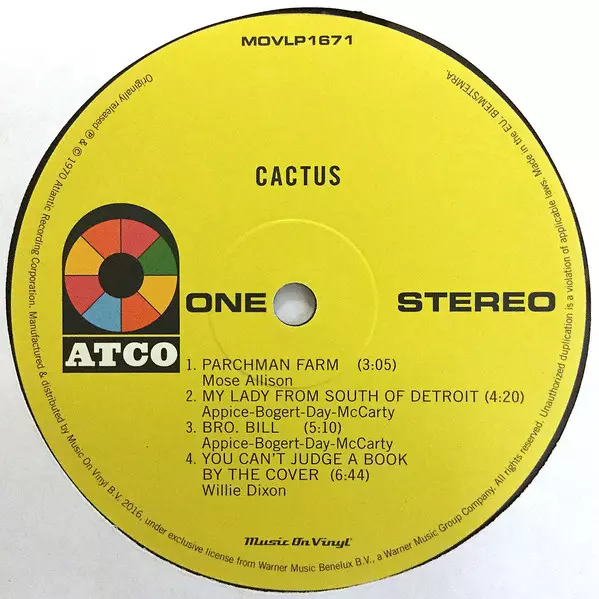 MOVLP1671
CACTUS
ATCO
ONE
STEREO
1. PARCHMAN FARM (3:05)
Mose Allison
2. MY LADY FROM SOUTH OF DETROIT (4:20)
Appice-Bogert-Day-McCarty
3. BRO. BILL (5:10)
Appice-Bogert-Day-McCarty
4. YOU CAN'T JUDGE A BOOK
BY THE COVER (6:44)
Willie Dixon
Music On Vinyl
Originally released ℗ & © 1970 Atlantic Recording Corporation. Manufactured & distributed by Music On Vinyl B.V. 2016, under exclusive license from Warner Music Benelux B.V., a Warner Music Group Company. All rights reserved. Unauthorized duplication is a violation of applicable laws. Made in the EU. BIEM/STEMRA.